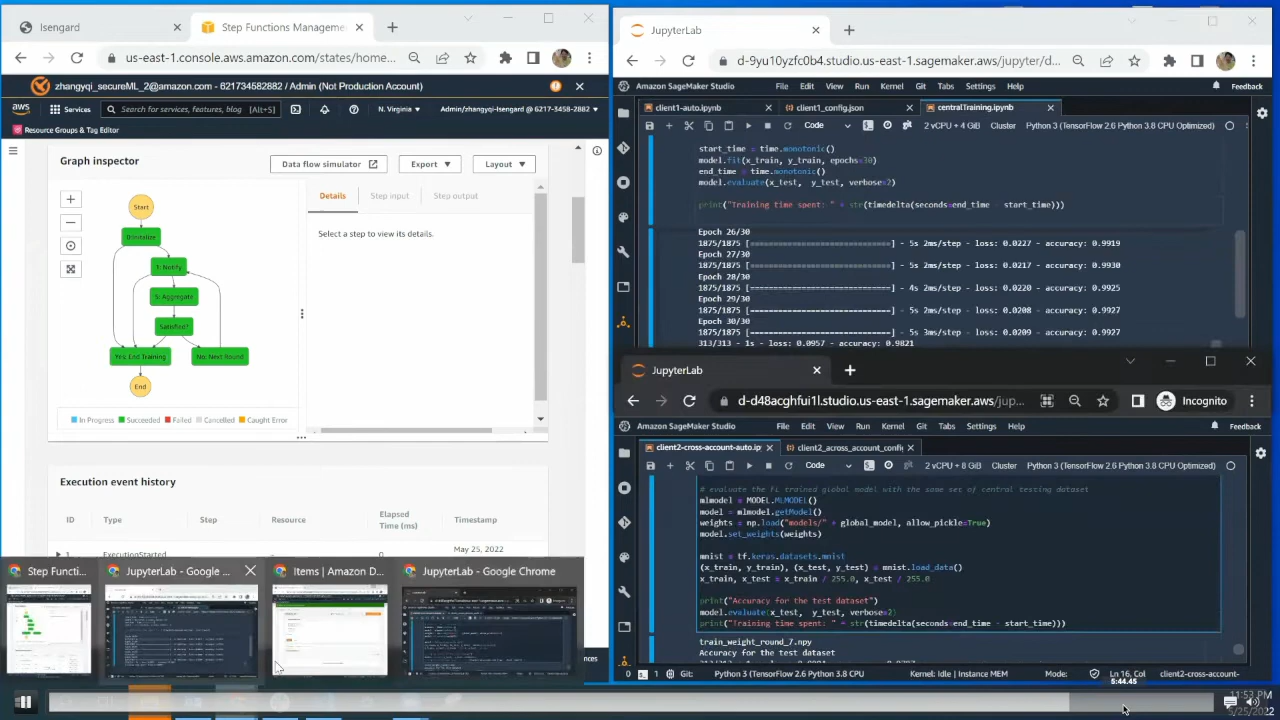 Isengard
Step Functions Manageme
us-east-1.console.aws.amazon.com/states/home...
zhangyqi_secureML_2@amazon.com - 621734582882 / Admin (Not Production Account)
aws
Services
Search for services, features, blog [Alt+S]
N. Virginia
Admin/zhangyqi-Isengard @ 6217-3458-2882
Resource Groups & Tag Editor
Graph inspector
Data flow simulator
Export
Layout
Details
Step input
Step output
Select a step to view its details.
Start
0:Initalize
1: Notify
5: Aggregate
Satisfied?
Yes: End Training
No: Next Round
End
In Progress
Succeeded
Failed
Cancelled
Caught Error
Execution event history
ID
Type
Step
Resource
Elapsed Time (ms)
Timestamp
1
ExecutionStarted
-
0
May 25, 2022
Step Functi...
JupyterLab - Google ...
Items | Amazon D...
JupyterLab - Google Chrome
JupyterLab
d-9yu10yzfc0b4.studio.us-east-1.sagemaker.aws/jupyter/d...
Amazon SageMaker Studio
File
Edit
View
Run
Kernel
Git
Tabs
Settings
Help
Feedback
client1-auto.ipynb
client1_config.json
centralTraining.ipynb
Code
2 vCPU + 4 GiB
Cluster
Python 3 (TensorFlow 2.6 Python 3.8 CPU Optimized)
start_time = time.monotonic()
model.fit(x_train, y_train, epochs=30)
end_time = time.monotonic()
model.evaluate(x_test,  y_test, verbose=2)
print("Training time spent: " + str(timedelta(seconds=end_time - start_time)))
Epoch 26/30
1875/1875 [==============================] - 5s 2ms/step - loss: 0.0227 - accuracy: 0.9919
Epoch 27/30
1875/1875 [==============================] - 5s 2ms/step - loss: 0.0217 - accuracy: 0.9930
Epoch 28/30
1875/1875 [==============================] - 4s 2ms/step - loss: 0.0220 - accuracy: 0.9925
Epoch 29/30
1875/1875 [==============================] - 5s 2ms/step - loss: 0.0208 - accuracy: 0.9927
Epoch 30/30
1875/1875 [==============================] - 5s 3ms/step - loss: 0.0209 - accuracy: 0.9927
313/313 - 1s - loss: 0.0957 - accuracy: 0.9821
JupyterLab
d-d48acghfui1l.studio.us-east-1.sagemaker.aws/jup...
Incognito
Amazon SageMaker Studio
File
Edit
View
Run
Kernel
Git
Tabs
Settings
Help
Feedback
client2-cross-account-auto.ip
client2_across_account_config
Code
2 vCPU + 8 GiB
Cluster
Python 3 (TensorFlow 2.6 Python 3.8 CPU Optimized)
# evaluate the FL trained global model with the same set of central testing dataset
mlmodel = MODEL.MLMODEL()
model = mlmodel.getModel()
weights = np.load("models/" + global_model, allow_pickle=True)
model.set_weights(weights)
mnist = tf.keras.datasets.mnist
(x_train, y_train), (x_test, y_test) = mnist.load_data()
x_train, x_test = x_train / 255.0, x_test / 255.0
print("Accuracy for the test dataset")
model.evaluate(x_test, y_test, verbose=2)
print("Training time spent: " + str(timedelta(seconds=end_time - start_time)))
train_weight_round_7.npy
Accuracy for the test dataset
0
1
Git:
Python 3 (TensorFlow 2.6 Python 3.8 CPU
Kernel: Idle | Instance MEM
Mode:
Ln 16, Col
client2-cross-account-
5:44.45
11:53 PM
5/25/2022